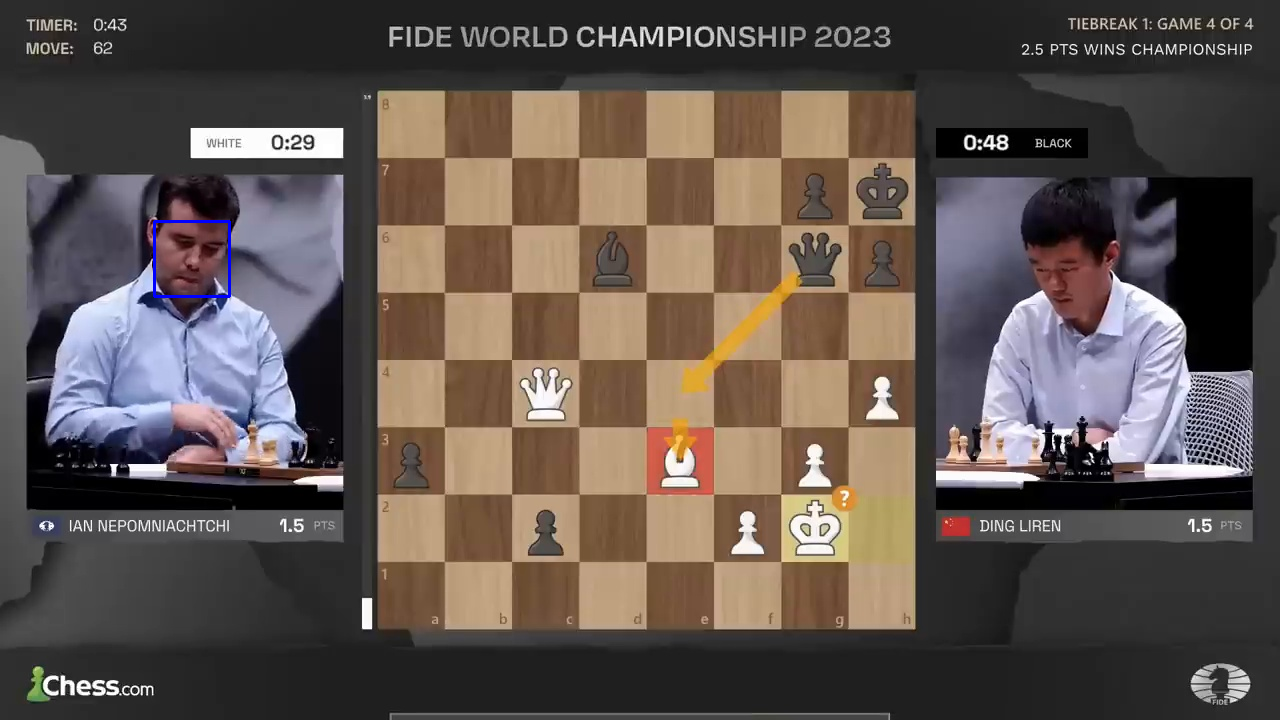 TIMER: 0:43
MOVE: 62
FIDE WORLD CHAMPIONSHIP 2023
TIEBREAK 1: GAME 4 OF 4
2.5 PTS WINS CHAMPIONSHIP
WHITE 0:29
0:48 BLACK
8
7
6
5
4
3
2
1
a b c d e f g h
?
IAN NEPOMNIACHTCHI 1.5 PTS
DING LIREN 1.5 PTS
Chess.com
FIDE